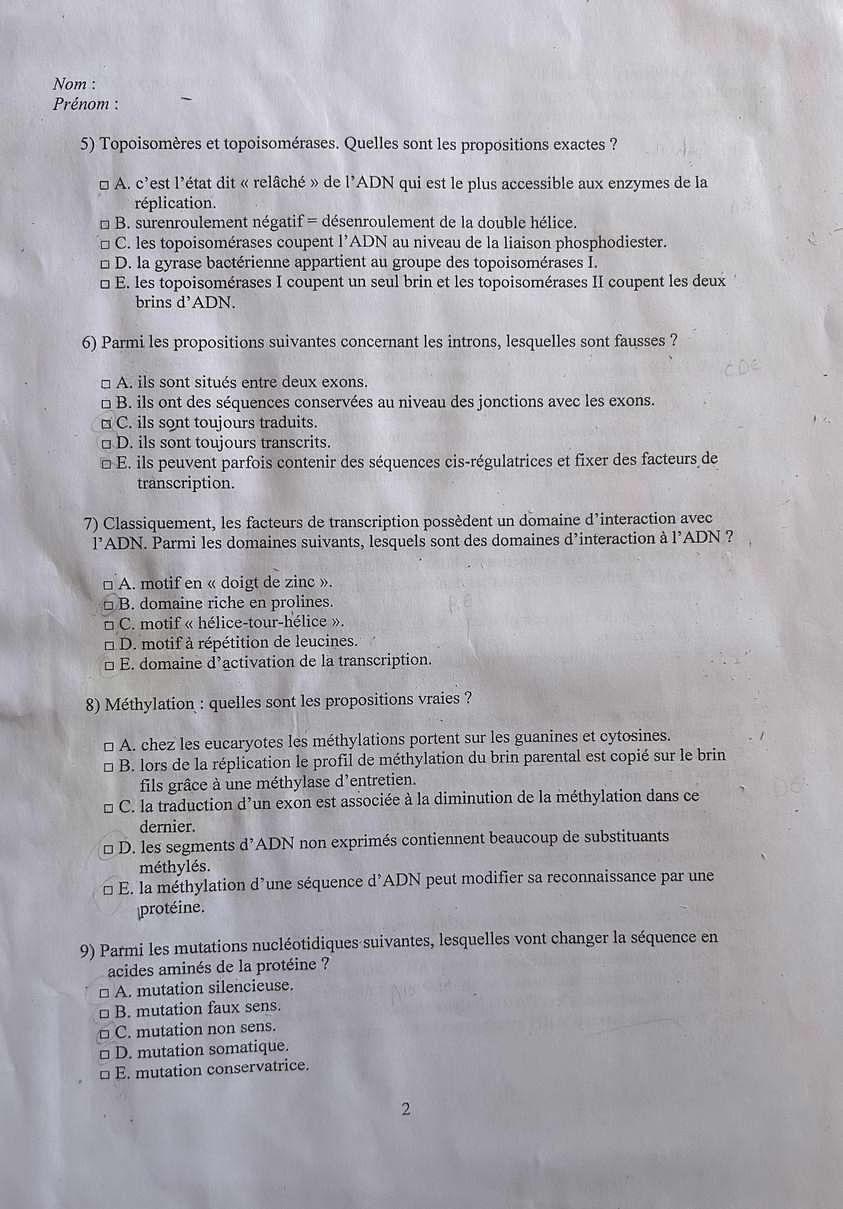 Nom :
Prénom :
5) Topoisomères et topoisomérases. Quelles sont les propositions exactes ?
□ A. c’est l’état dit « relâché » de l’ADN qui est le plus accessible aux enzymes de la
réplication.
□ B. surenroulement négatif = désenroulement de la double hélice.
□ C. les topoisomérases coupent l’ADN au niveau de la liaison phosphodiester.
□ D. la gyrase bactérienne appartient au groupe des topoisomérases I.
□ E. les topoisomérases I coupent un seul brin et les topoisomérases II coupent les deux
brins d’ADN.
6) Parmi les propositions suivantes concernant les introns, lesquelles sont fausses ?
CDE
□ A. ils sont situés entre deux exons.
□ B. ils ont des séquences conservées au niveau des jonctions avec les exons.
□ C. ils sont toujours traduits.
□ D. ils sont toujours transcrits.
□ E. ils peuvent parfois contenir des séquences cis-régulatrices et fixer des facteurs de
transcription.
7) Classiquement, les facteurs de transcription possèdent un domaine d’interaction avec
l’ADN. Parmi les domaines suivants, lesquels sont des domaines d’interaction à l’ADN ?
□ A. motif en « doigt de zinc ».
□ B. domaine riche en prolines.
□ C. motif « hélice-tour-hélice ».
□ D. motif à répétition de leucines.
□ E. domaine d’activation de la transcription.
8) Méthylation : quelles sont les propositions vraies ?
□ A. chez les eucaryotes les méthylations portent sur les guanines et cytosines.
□ B. lors de la réplication le profil de méthylation du brin parental est copié sur le brin
fils grâce à une méthylase d’entretien.
□ C. la traduction d’un exon est associée à la diminution de la méthylation dans ce
dernier.
□ D. les segments d’ADN non exprimés contiennent beaucoup de substituants
méthylés.
□ E. la méthylation d’une séquence d’ADN peut modifier sa reconnaissance par une
protéine.
9) Parmi les mutations nucléotidiques suivantes, lesquelles vont changer la séquence en
acides aminés de la protéine ?
□ A. mutation silencieuse.
□ B. mutation faux sens.
□ C. mutation non sens.
□ D. mutation somatique.
□ E. mutation conservatrice.
2